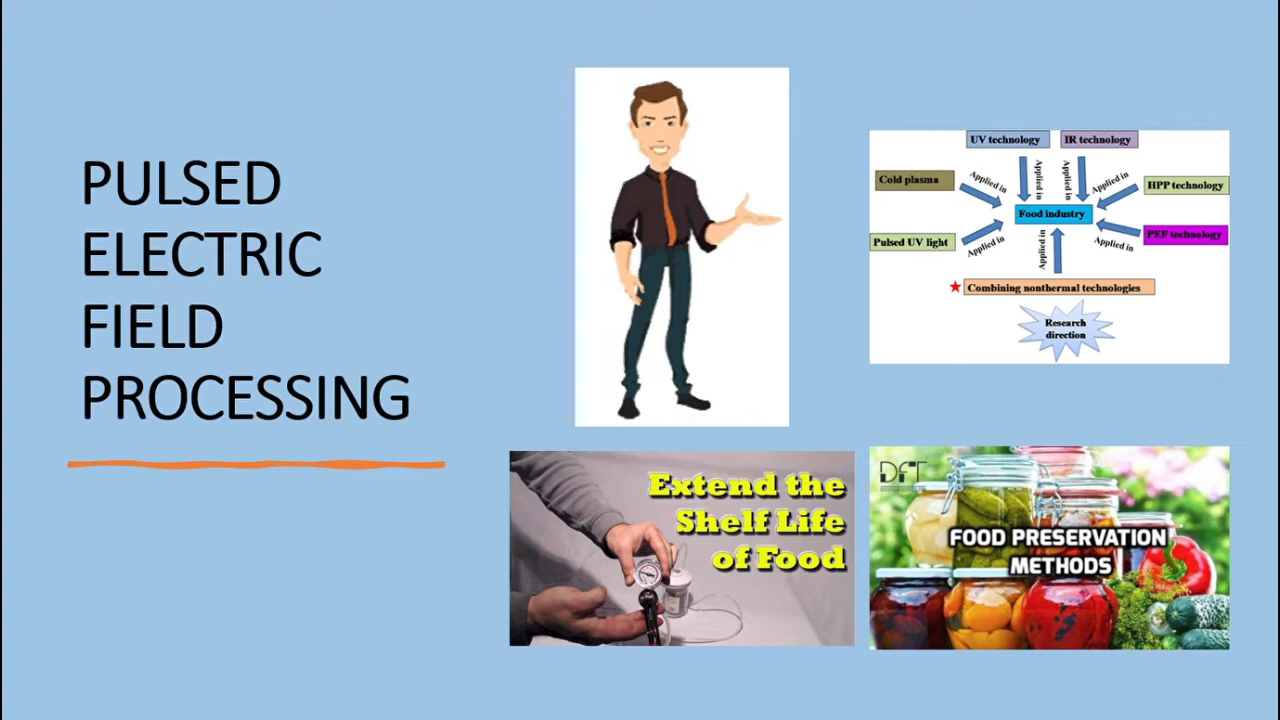 PULSED
ELECTRIC
FIELD
PROCESSING
UV technology
IR technology
Cold plasma
Applied in
Applied in
Applied in
Applied in
HPP technology
Food industry
Pulsed UV light
Applied in
Applied in
Applied in
PEF technology
Combining nonthermal technologies
Research
direction
Extend the
Shelf Life
of Food
DFT
FOOD PRESERVATION
METHODS